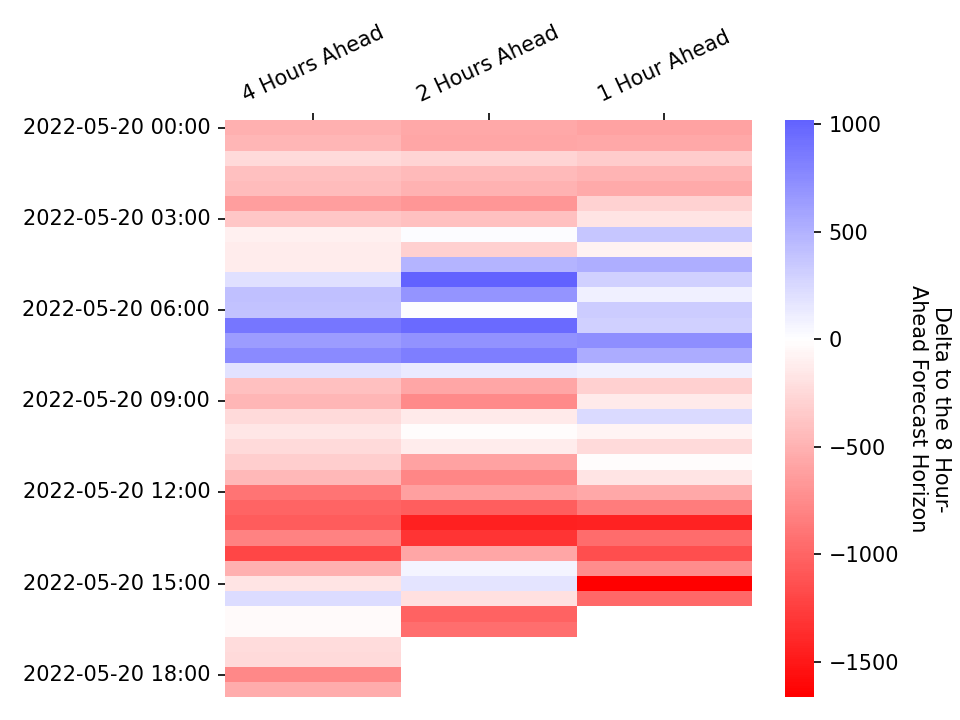 4 Hours Ahead
2 Hours Ahead
1 Hour Ahead
2022-05-20 00:00
2022-05-20 03:00
2022-05-20 06:00
2022-05-20 09:00
2022-05-20 12:00
2022-05-20 15:00
2022-05-20 18:00
1000
500
0
−500
−1000
−1500
Delta to the 8 Hour-
Ahead Forecast Horizon